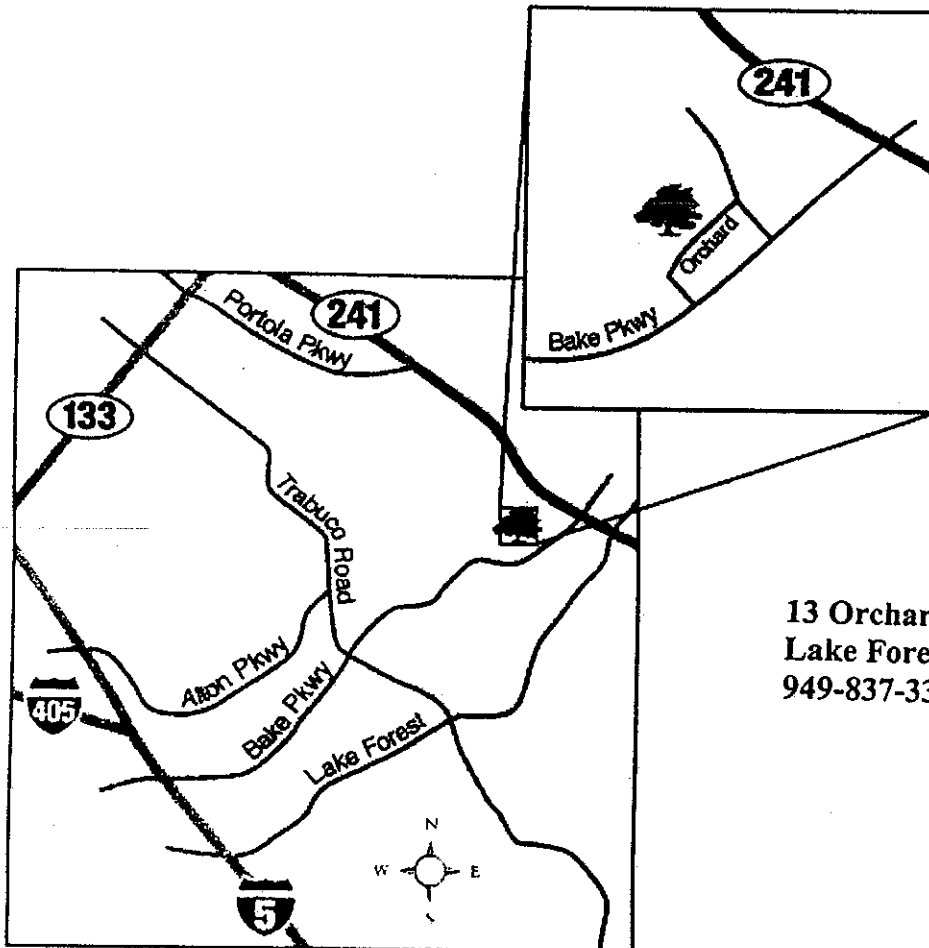 241
Orchard
Bake Pkwy
Portola Pkwy
241
133
Trabuco Road
Alton Pkwy
405
Bake Pkwy
Lake Forest
N
W E
5
13 Orchar
Lake Fore
949-837-33